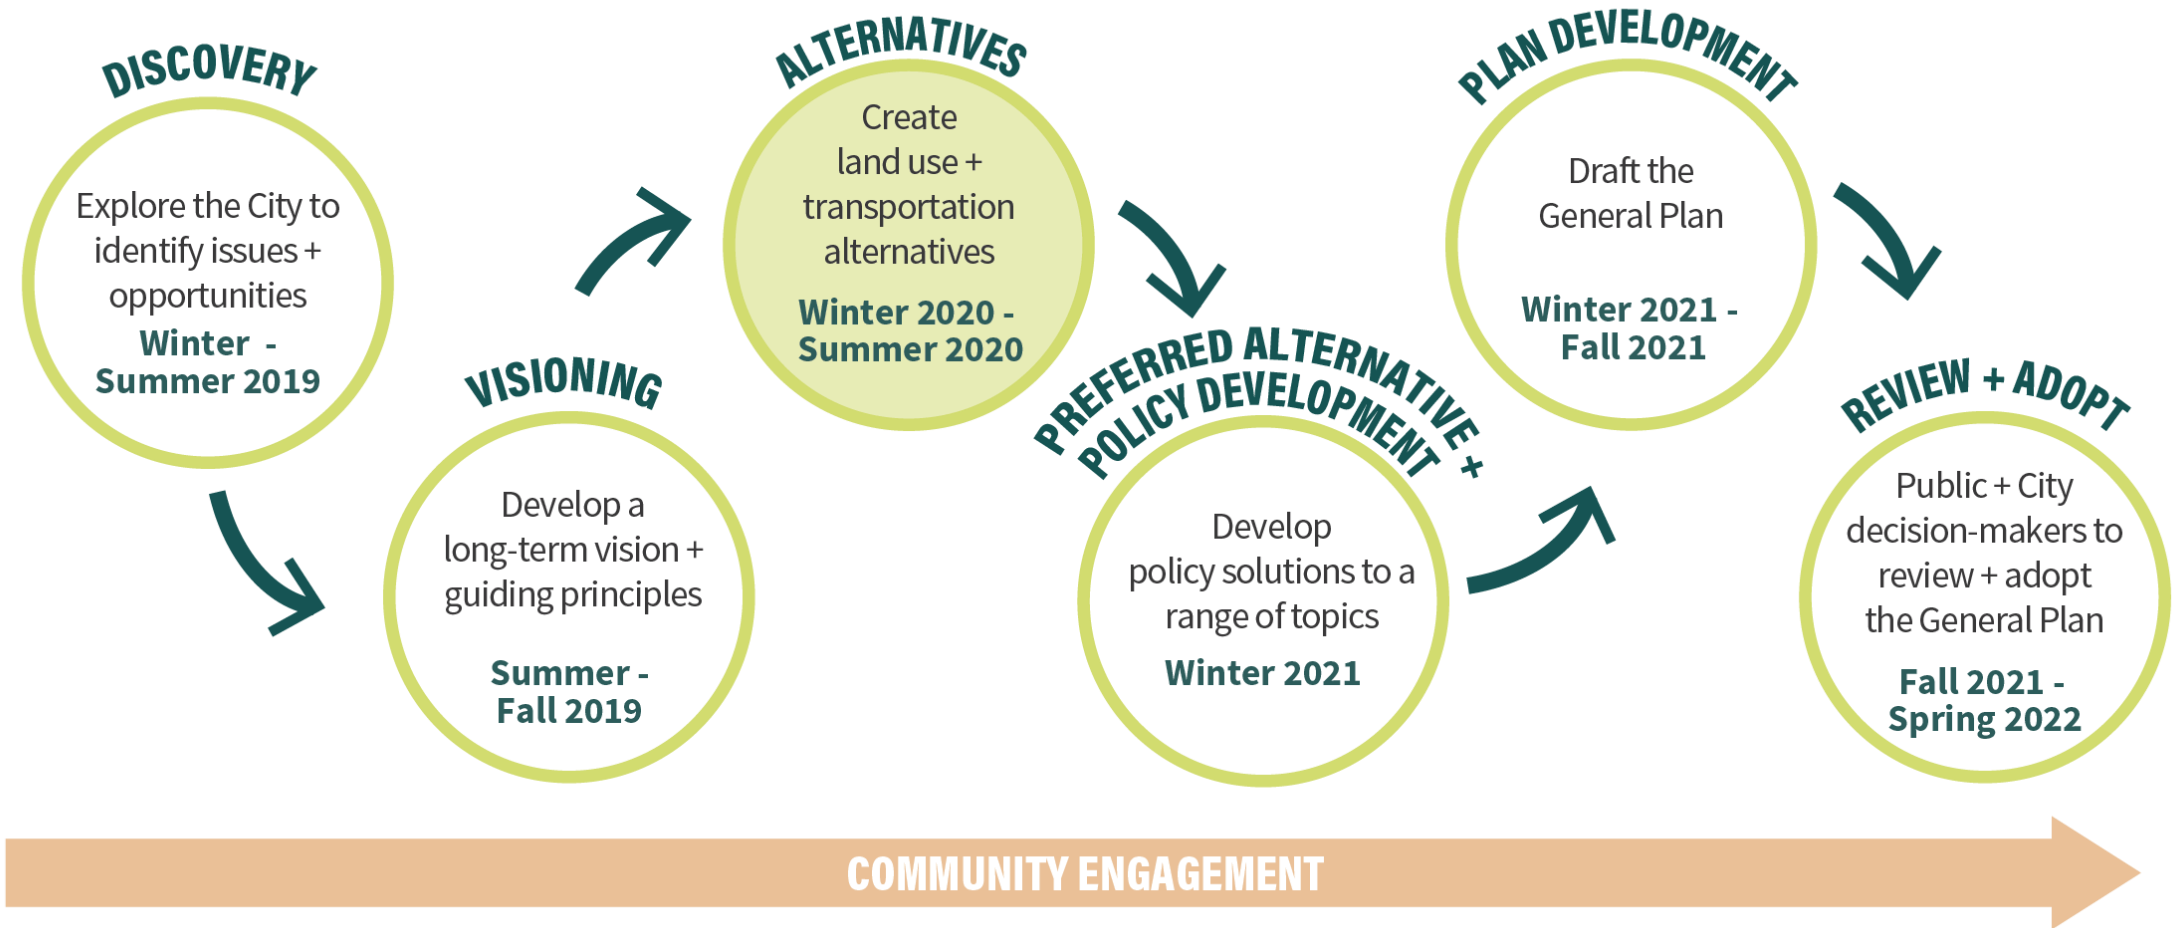 DISCOVERY
Explore the City to
identify issues +
opportunities
Winter -
Summer 2019
VISIONING
Develop a
long-term vision +
guiding principles
Summer -
Fall 2019
ALTERNATIVES
Create
land use +
transportation
alternatives
Winter 2020 -
Summer 2020
PREFERRED ALTERNATIVE +
POLICY DEVELOPMENT
Develop
policy solutions to a
range of topics
Winter 2021
PLAN DEVELOPMENT
Draft the
General Plan
Winter 2021 -
Fall 2021
REVIEW + ADOPT
Public + City
decision-makers to
review + adopt
the General Plan
Fall 2021 -
Spring 2022
COMMUNITY ENGAGEMENT